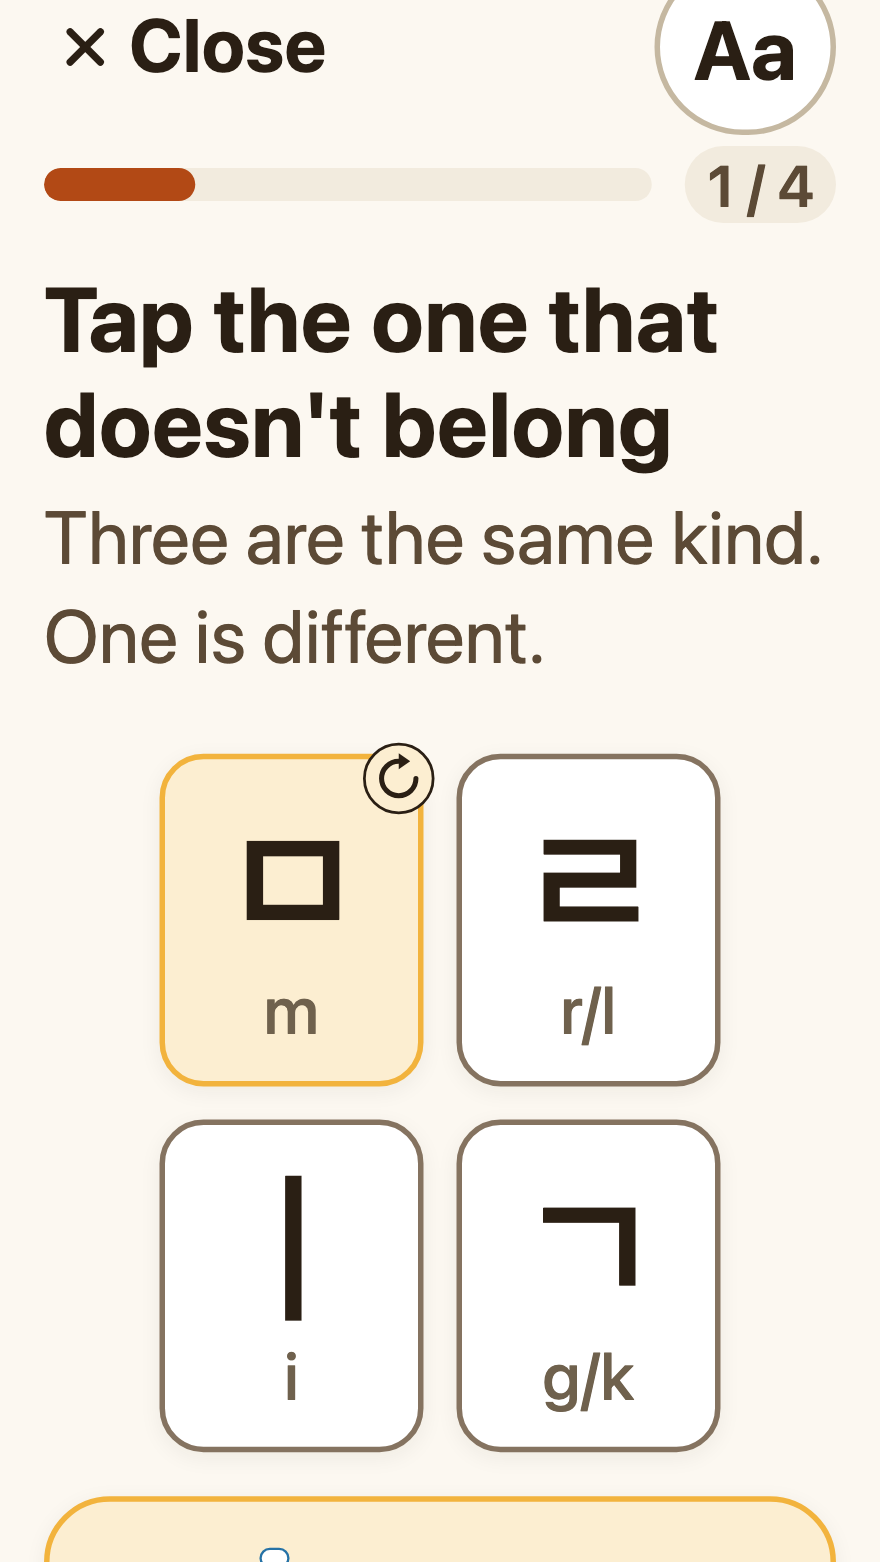 Close
Aa
1 / 4
Tap the one that
doesn't belong
Three are the same kind.
One is different.
ㅁ
m
ㄹ
r/l
ㅣ
i
ㄱ
g/k